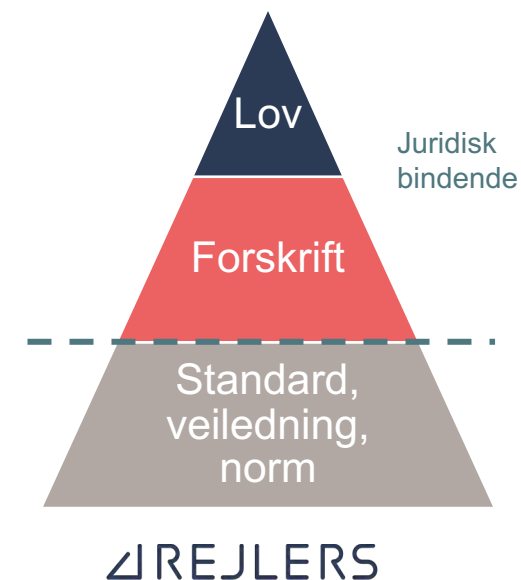 Lov
Juridisk
bindende
Forskrift
Standard,
veiledning,
norm
REJLERS